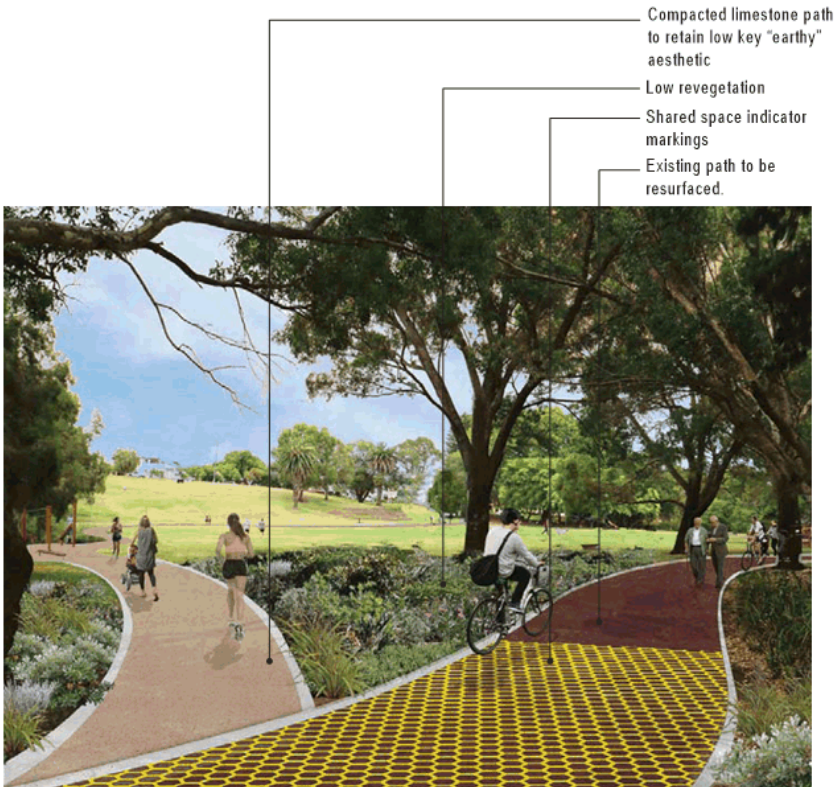 Compacted limestone path
to retain low key “earthy”
aesthetic
Low revegetation
Shared space indicator
markings
Existing path to be
resurfaced.